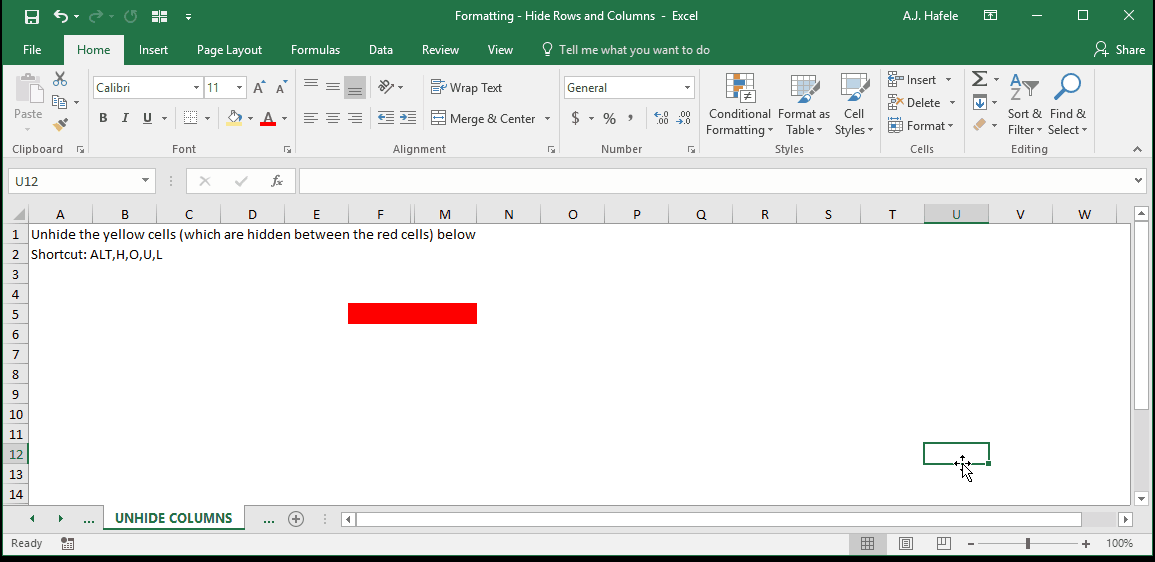 Formatting - Hide Rows and Columns - Excel
A.J. Hafele
File Home Insert Page Layout Formulas Data Review View Tell me what you want to do Share
Paste
Clipboard
Calibri 11
B I U A
Font
Wrap Text
Merge & Center
Alignment
General
$ % , .00 .0
Number
Conditional Formatting
Format as Table
Cell Styles
Styles
Insert
Delete
Format
Cells
Sort & Filter
Find & Select
Editing
U12
fx
A B C D E F M N O P Q R S T U V W
1 Unhide the yellow cells (which are hidden between the red cells) below
2 Shortcut: ALT,H,O,U,L
3
4
5
6
7
8
9
10
11
12
13
14
... UNHIDE COLUMNS ...
Ready
100%